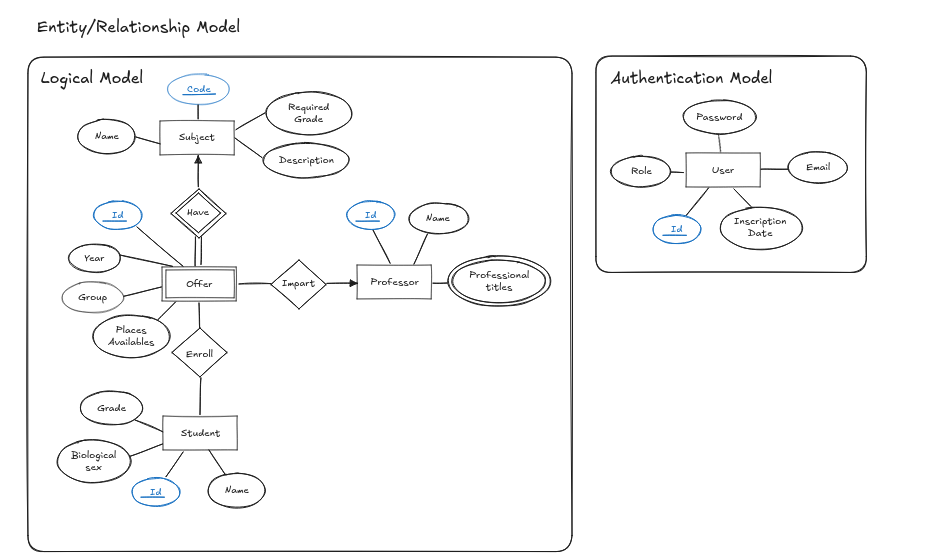 Entity/Relationship Model
Logical Model
Code
Required
Grade
Name
Subject
Description
Have
Id
Year
Group
Places
Availables
Offer
Impart
Id
Name
Professor
Professional
titles
Enroll
Grade
Student
Biological
sex
Id
Name
Authentication Model
Password
Role
User
Email
Id
Inscription
Date